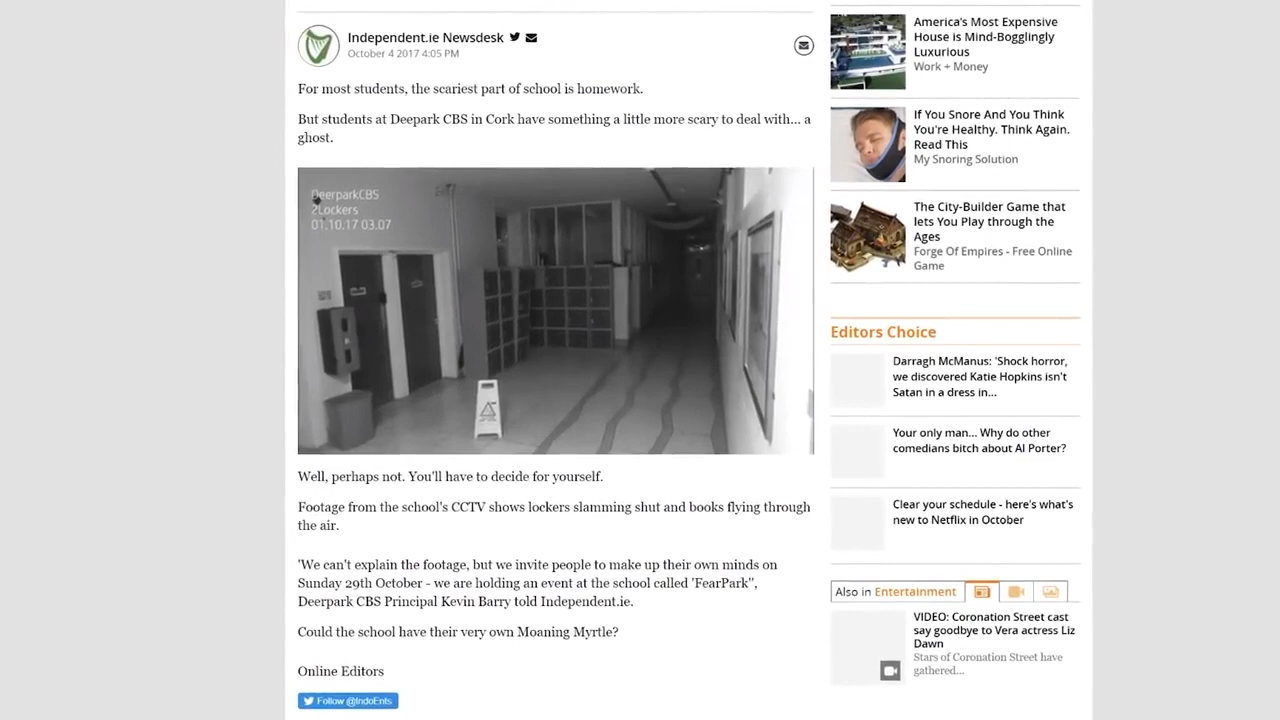 Independent.ie Newsdesk
October 4 2017 4:05 PM
For most students, the scariest part of school is homework.
But students at Deepark CBS in Cork have something a little more scary to deal with... a
ghost.
DeerparkCBS
2Lockers
01.10.17 03.07
Well, perhaps not. You'll have to decide for yourself.
Footage from the school's CCTV shows lockers slamming shut and books flying through
the air.
'We can't explain the footage, but we invite people to make up their own minds on
Sunday 29th October - we are holding an event at the school called 'FearPark'',
Deerpark CBS Principal Kevin Barry told Independent.ie.
Could the school have their very own Moaning Myrtle?
Online Editors
Follow @IndoEnts
America's Most Expensive
House is Mind-Bogglingly
Luxurious
Work + Money
If You Snore And You Think
You're Healthy. Think Again.
Read This
My Snoring Solution
The City-Builder Game that
lets You Play through the
Ages
Forge Of Empires - Free Online
Game
Editors Choice
Darragh McManus: 'Shock horror,
we discovered Katie Hopkins isn't
Satan in a dress in...
Your only man... Why do other
comedians bitch about Al Porter?
Clear your schedule - here's what's
new to Netflix in October
Also in Entertainment
VIDEO: Coronation Street cast
say goodbye to Vera actress Liz
Dawn
Stars of Coronation Street have
gathered...